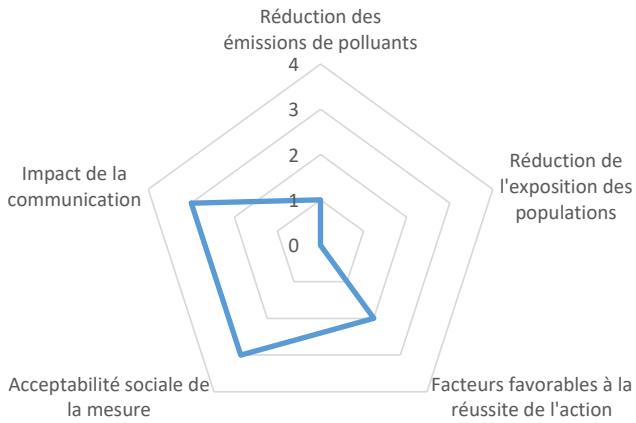 Réduction des
émissions de polluants
4
3
2
1
0
Réduction de
l'exposition des
populations
Facteurs favorables à la
réussite de l'action
Acceptabilité sociale de
la mesure
Impact de la
communication